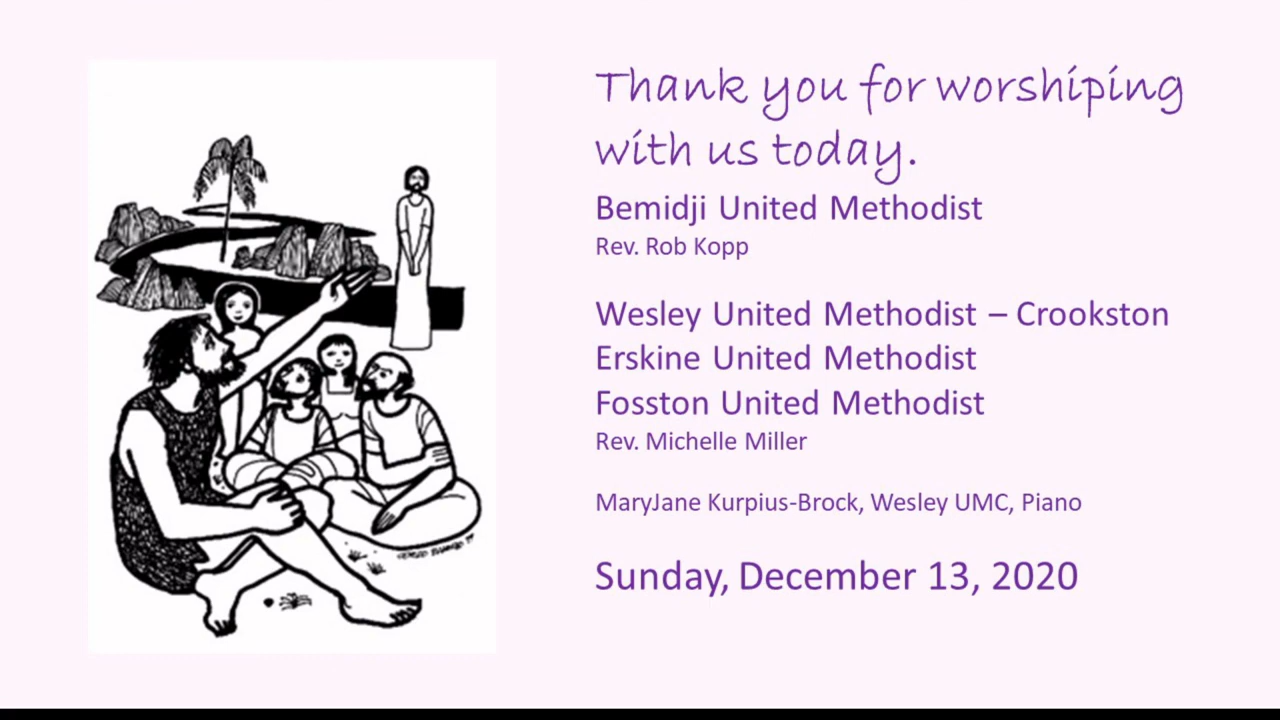 Thank you for worshiping
with us today.
Bemidji United Methodist
Rev. Rob Kopp
Wesley United Methodist – Crookston
Erskine United Methodist
Fosston United Methodist
Rev. Michelle Miller
MaryJane Kurpius-Brock, Wesley UMC, Piano
Sunday, December 13, 2020